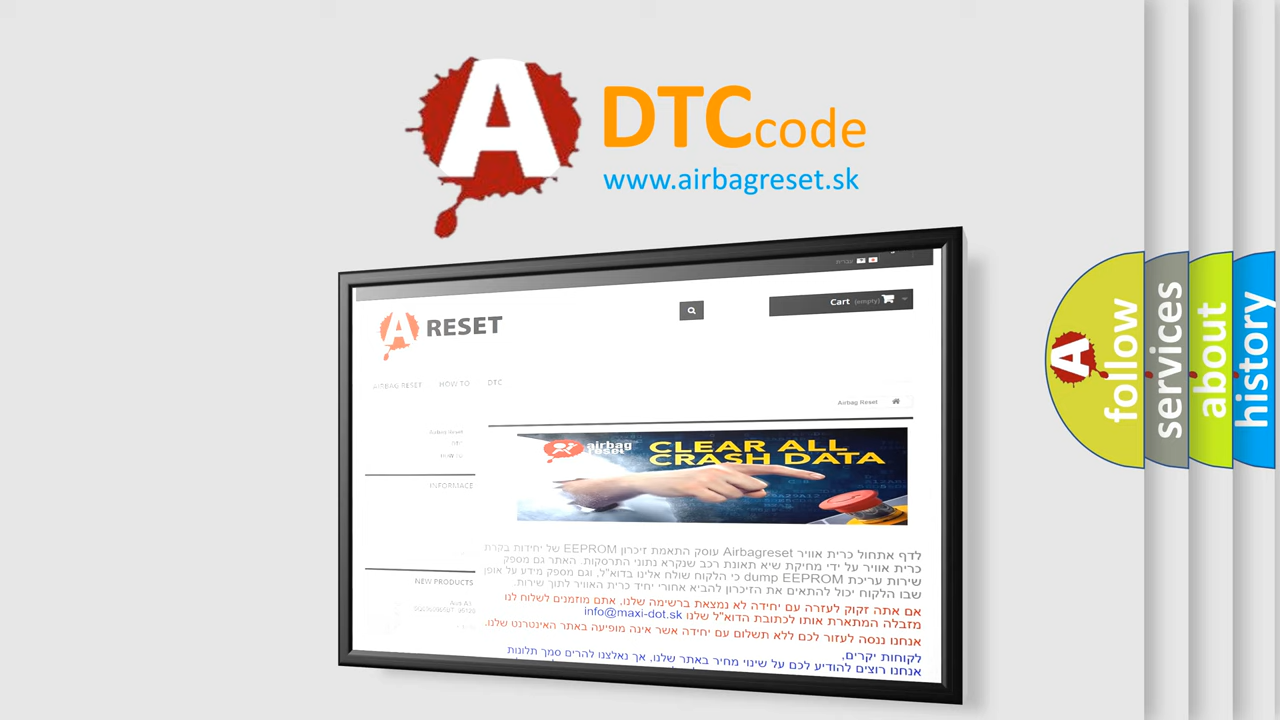 A DTC code
www.airbagreset.sk
עברית
Cart (empty)
A RESET
AIRBAG RESET HOW TO DTC
Airbag Reset
Airbag Reset
HOW TO
INFORMACE
NEW PRODUCTS
airbag
reset
CLEAR ALL
CRASH DATA
לדף אתחול כרית אוויר Airbagreset עוסק התאמת זיכרון EEPROM של יחידות בקרת
כרית אוויר על ידי מחיקת שיא תאונת רכב שנקרא נתוני התרסקות. האתר גם מספק
שירות עריכת dump EEPROM כי הלקוח שולח אלינו בדוא"ל, וגם מספק מידע על אופן
שבו הלקוח יכול להתאים את הזיכרון להביא אחורי יחיד כרית האוויר לתוך שירות.
אם אתה זקוק לעזרה עם יחידה לא נמצאת ברשימה שלנו, אתם מוזמנים לשלוח לנו
מזבלה המתארת אותו לכתובת הדוא"ל שלנו info@maxi-dot.sk
אנחנו ננסה לעזור לכם ללא תשלום עם יחידה אשר אינה מופיעה באתר האינטרנט שלנו.
לקוחות יקרים,
אנחנו רוצים להודיע לכם על שינוי מחיר באתר שלנו, אך נאלצנו להרים סמך תלונות
A follow
services
about
history